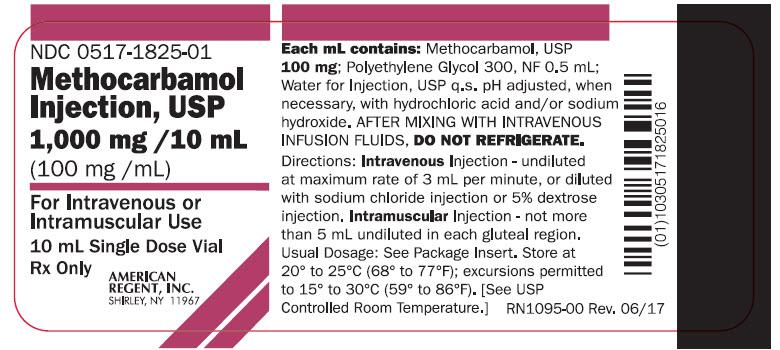 NDC 0517-1825-01
Methocarbamol
Injection, USP
1,000 mg /10 mL
(100 mg /mL)
For Intravenous or
Intramuscular Use
10 mL Single Dose Vial
Rx Only
AMERICAN
REGENT, INC.
SHIRLEY, NY 11967
Each mL contains: Methocarbamol, USP
100 mg; Polyethylene Glycol 300, NF 0.5 mL;
Water for Injection, USP q.s. pH adjusted, when
necessary, with hydrochloric acid and/or sodium
hydroxide. AFTER MIXING WITH INTRAVENOUS
INFUSION FLUIDS, DO NOT REFRIGERATE.
Directions: Intravenous Injection - undiluted
at maximum rate of 3 mL per minute, or diluted
with sodium chloride injection or 5% dextrose
injection. Intramuscular Injection - not more
than 5 mL undiluted in each gluteal region.
Usual Dosage: See Package Insert. Store at
20° to 25°C (68° to 77°F); excursions permitted
to 15° to 30°C (59° to 86°F). [See USP
Controlled Room Temperature.] RN1095-00 Rev. 06/17
(01)10305171825016